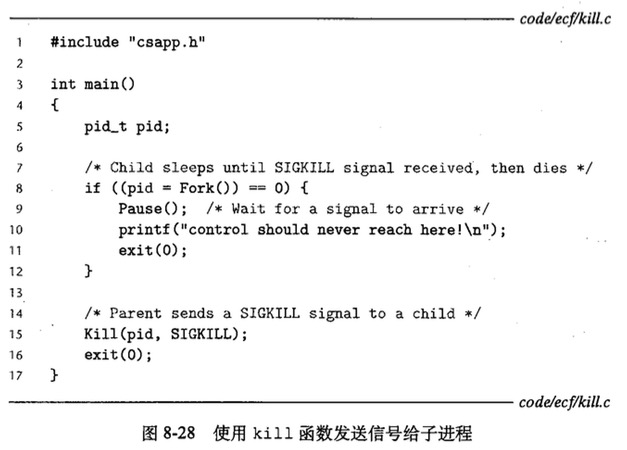 code/ecf/kill.c
1 #include "csapp.h"
2
3 int main()
4 {
5     pid_t pid;
6
7     /* Child sleeps until SIGKILL signal received, then dies */
8     if ((pid = Fork()) == 0) {
9         Pause();  /* Wait for a signal to arrive */
10         printf("control should never reach here!\n");
11         exit(0);
12     }
13
14     /* Parent sends a SIGKILL signal to a child */
15     Kill(pid, SIGKILL);
16     exit(0);
17 }
code/ecf/kill.c
图 8-28 使用 kill 函数发送信号给子进程